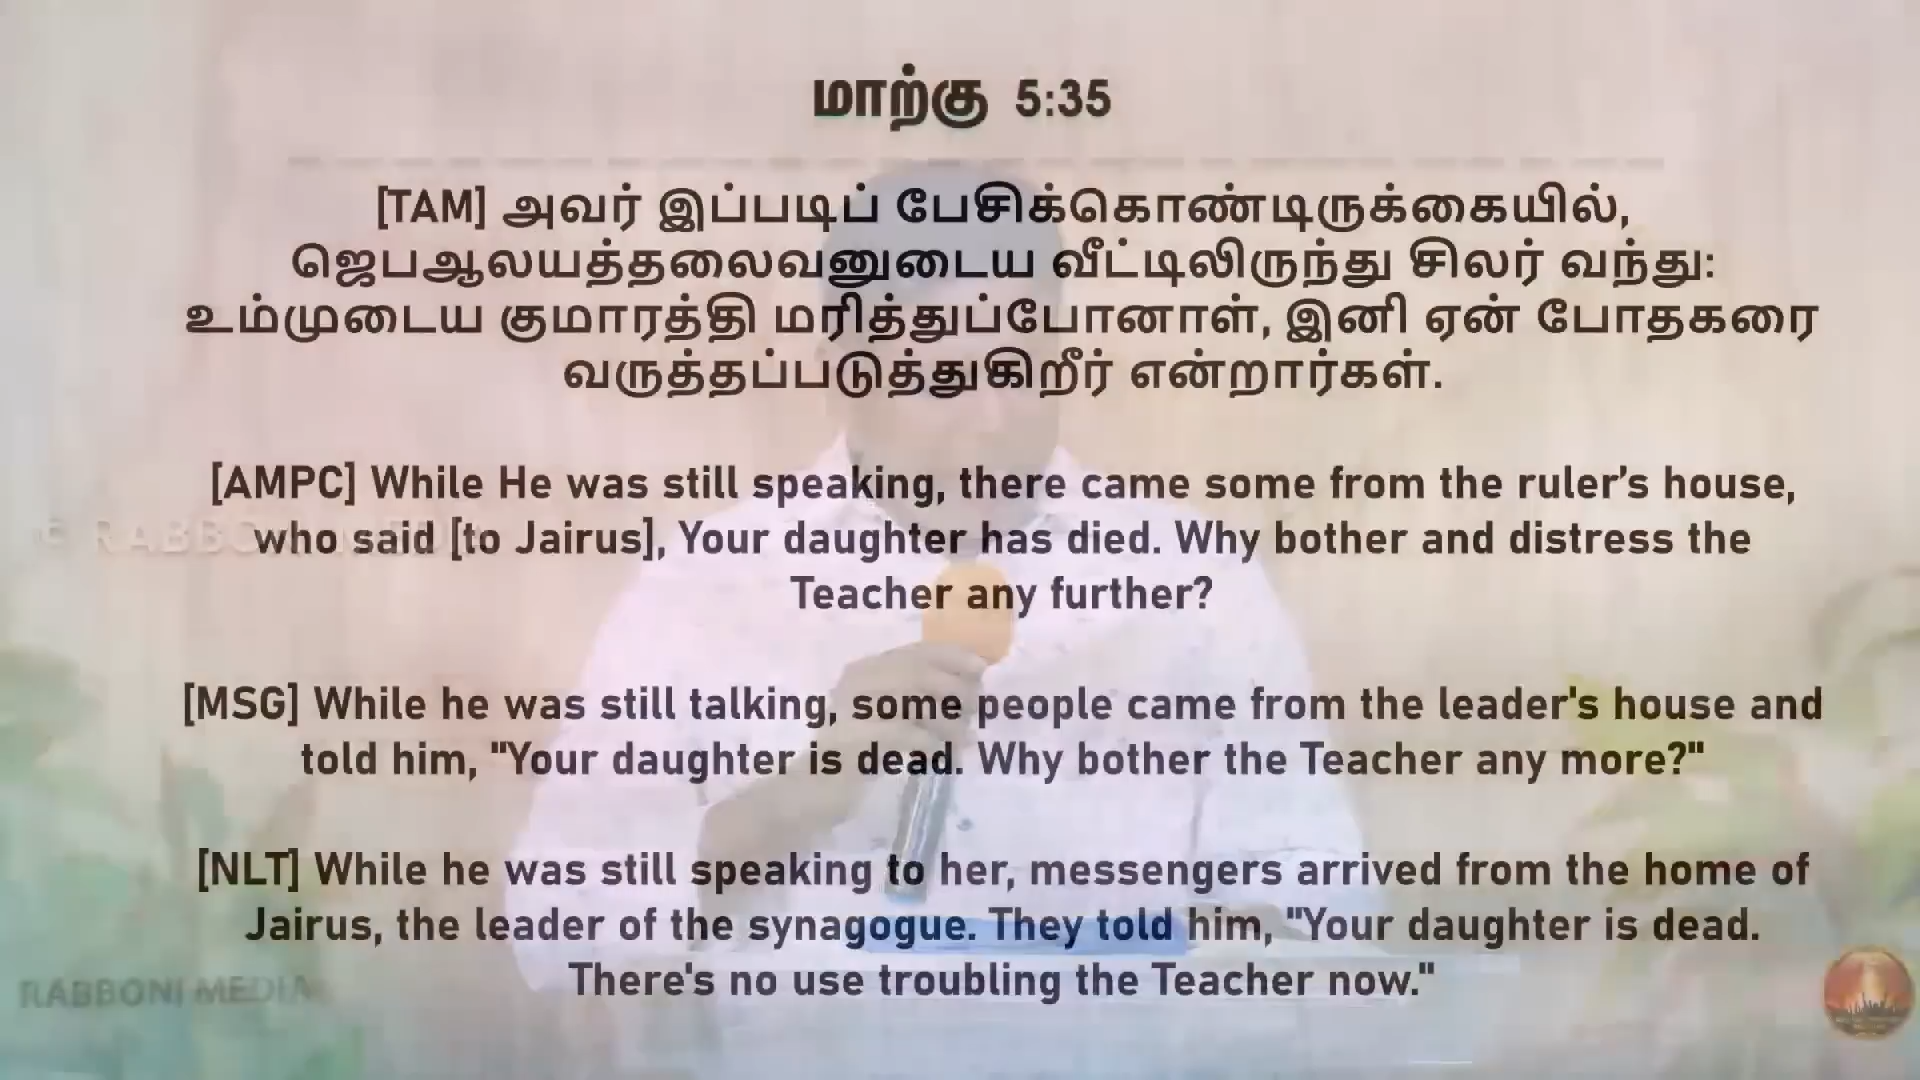 மாற்கு 5:35
[TAM] அவர் இப்படிப் பேசிக்கொண்டிருக்கையில்,
ஜெபஆலயத்தலைவனுடைய வீட்டிலிருந்து சிலர் வந்து:
உம்முடைய குமாரத்தி மரித்துப்போனாள், இனி ஏன் போதகரை
வருத்தப்படுத்துகிறீர் என்றார்கள்.
[AMPC] While He was still speaking, there came some from the ruler’s house,
who said [to Jairus], Your daughter has died. Why bother and distress the
Teacher any further?
[MSG] While he was still talking, some people came from the leader's house and
told him, "Your daughter is dead. Why bother the Teacher any more?"
[NLT] While he was still speaking to her, messengers arrived from the home of
Jairus, the leader of the synagogue. They told him, "Your daughter is dead.
There's no use troubling the Teacher now."
RABBONI MEDIA